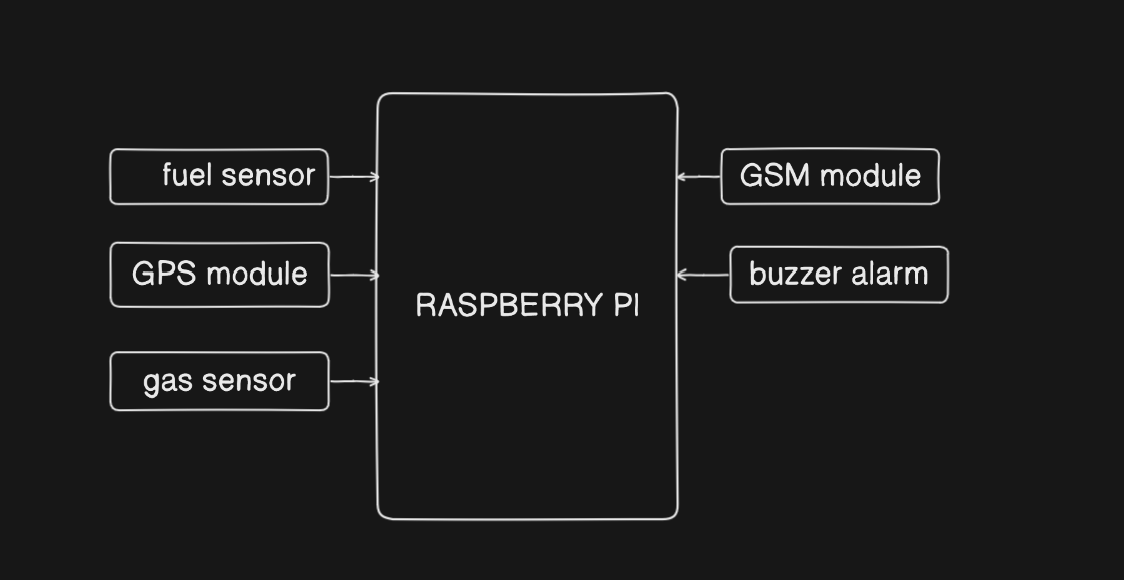 fuel sensor
GSM module
GPS module
buzzer alarm
RASPBERRY PI
gas sensor